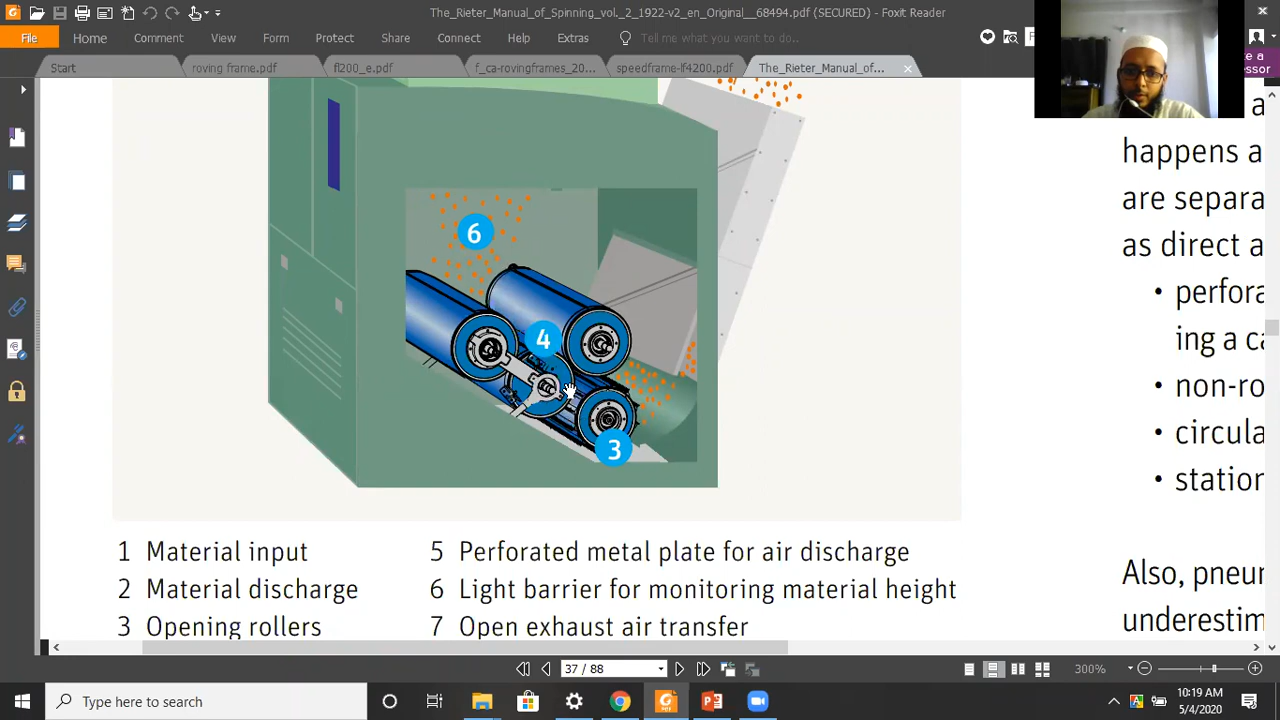 The_Rieter_Manual_of_Spinning_vol._2_1922-v2_en_Original__68494.pdf (SECURED) - Foxit Reader
File Home Comment View Form Protect Share Connect Help Extras Tell me what you want to do...
Start roving frame.pdf fl200_e.pdf f_ca-rovingframes_20... speedframe-lf4200.pdf The_Rieter_Manual_of...
happens a
are separa
as direct a
• perfora
ing a ca
• non-ro
• circula
• station
Also, pneum
underestim
6
4
3
1 Material input
2 Material discharge
3 Opening rollers
5 Perforated metal plate for air discharge
6 Light barrier for monitoring material height
7 Open exhaust air transfer
37 / 88
300%
Type here to search
10:19 AM
5/4/2020